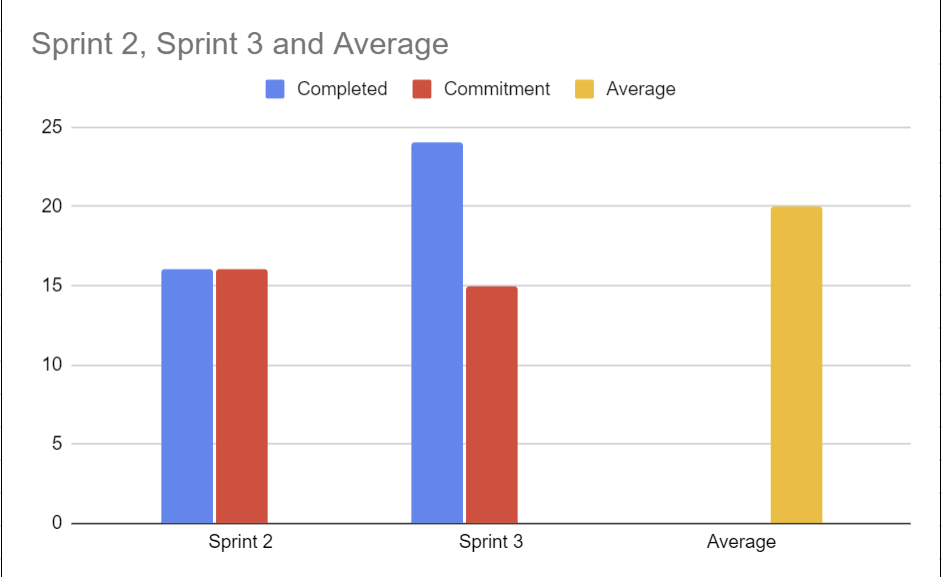 Sprint 2, Sprint 3 and Average
Completed Commitment Average
25
20
15
10
5
0
Sprint 2 Sprint 3 Average